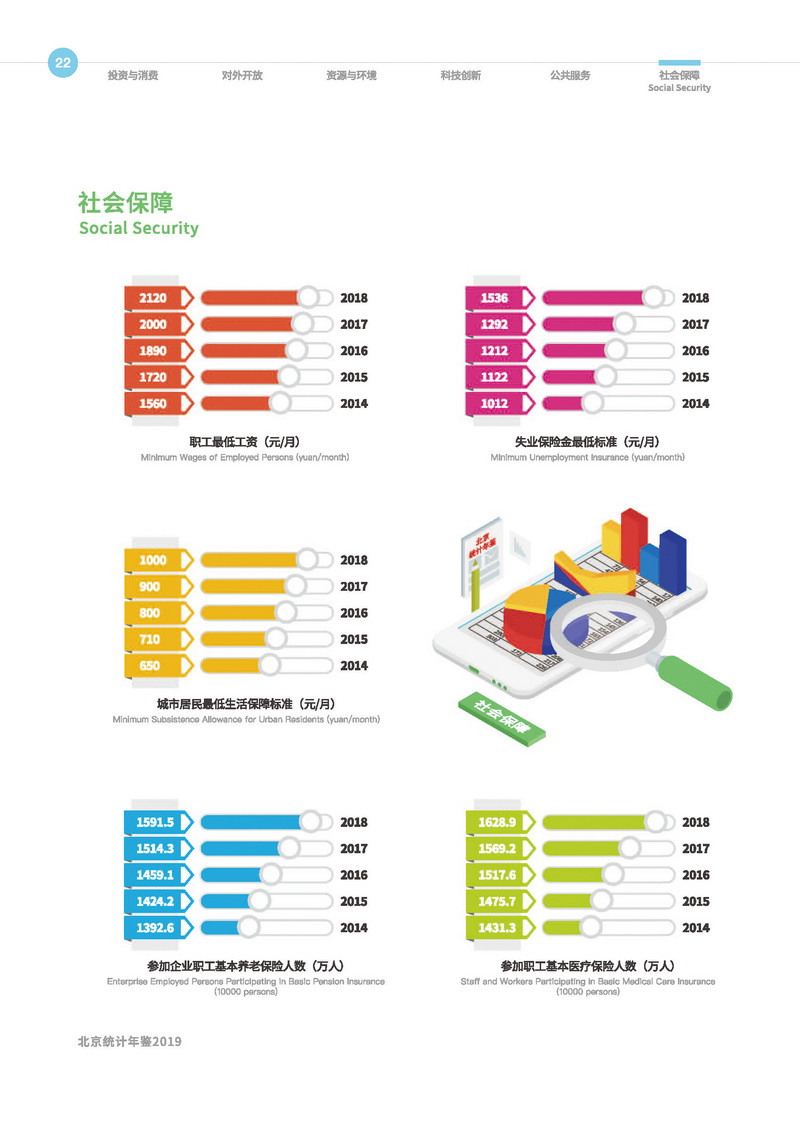 22
投资与消费
对外开放
资源与环境
科技创新
公共服务
社会保障
Social Security
社会保障
Social Security
2120 2018
2000 2017
1890 2016
1720 2015
1560 2014
职工最低工资（元/月）
Minimum Wages of Employed Persons (yuan/month)
1536 2018
1292 2017
1212 2016
1122 2015
1012 2014
失业保险金最低标准（元/月）
Minimum Unemployment Insurance (yuan/month)
1000 2018
900 2017
800 2016
710 2015
650 2014
城市居民最低生活保障标准（元/月）
Minimum Subsistence Allowance for Urban Residents (yuan/month)
北京
统计年鉴
社会保障
1591.5 2018
1514.3 2017
1459.1 2016
1424.2 2015
1392.6 2014
参加企业职工基本养老保险人数（万人）
Enterprise Employed Persons Participating in Basic Pension Insurance
(10000 persons)
1628.9 2018
1569.2 2017
1517.6 2016
1475.7 2015
1431.3 2014
参加职工基本医疗保险人数（万人）
Staff and Workers Participating in Basic Medical Care Insurance
(10000 persons)
北京统计年鉴2019